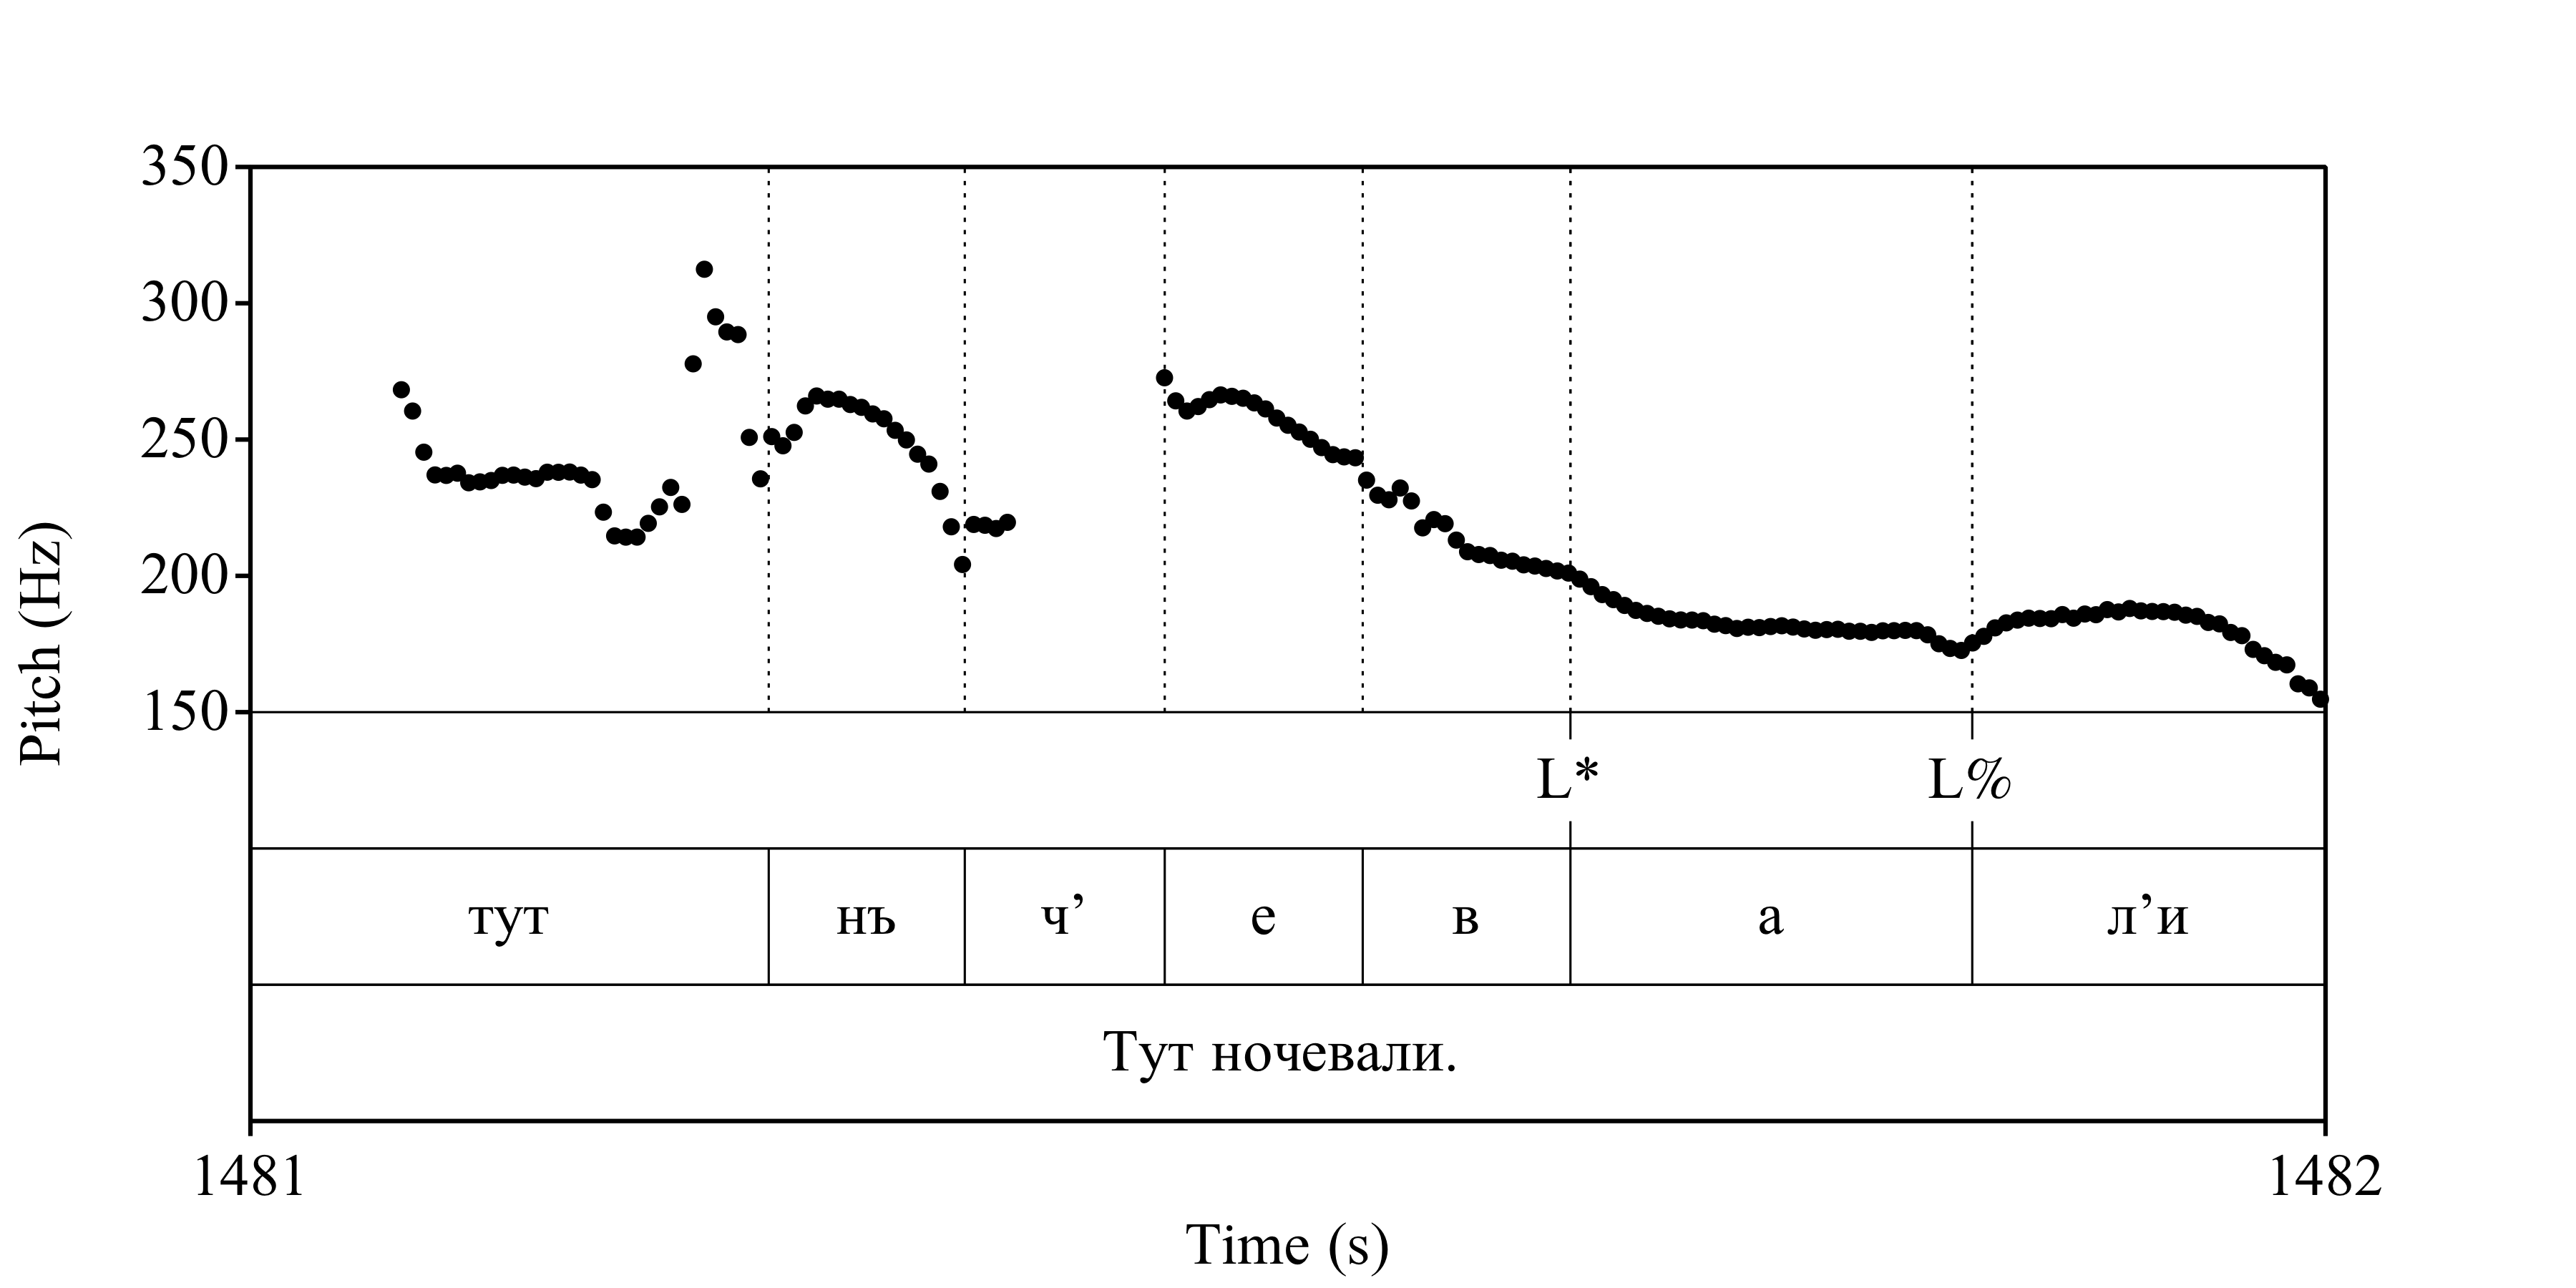 350
300
250
200
150
Pitch (Hz)
L* L%
тут нъ ч’ е в а л’и
Тут ночевали.
1481 1482
Time (s)